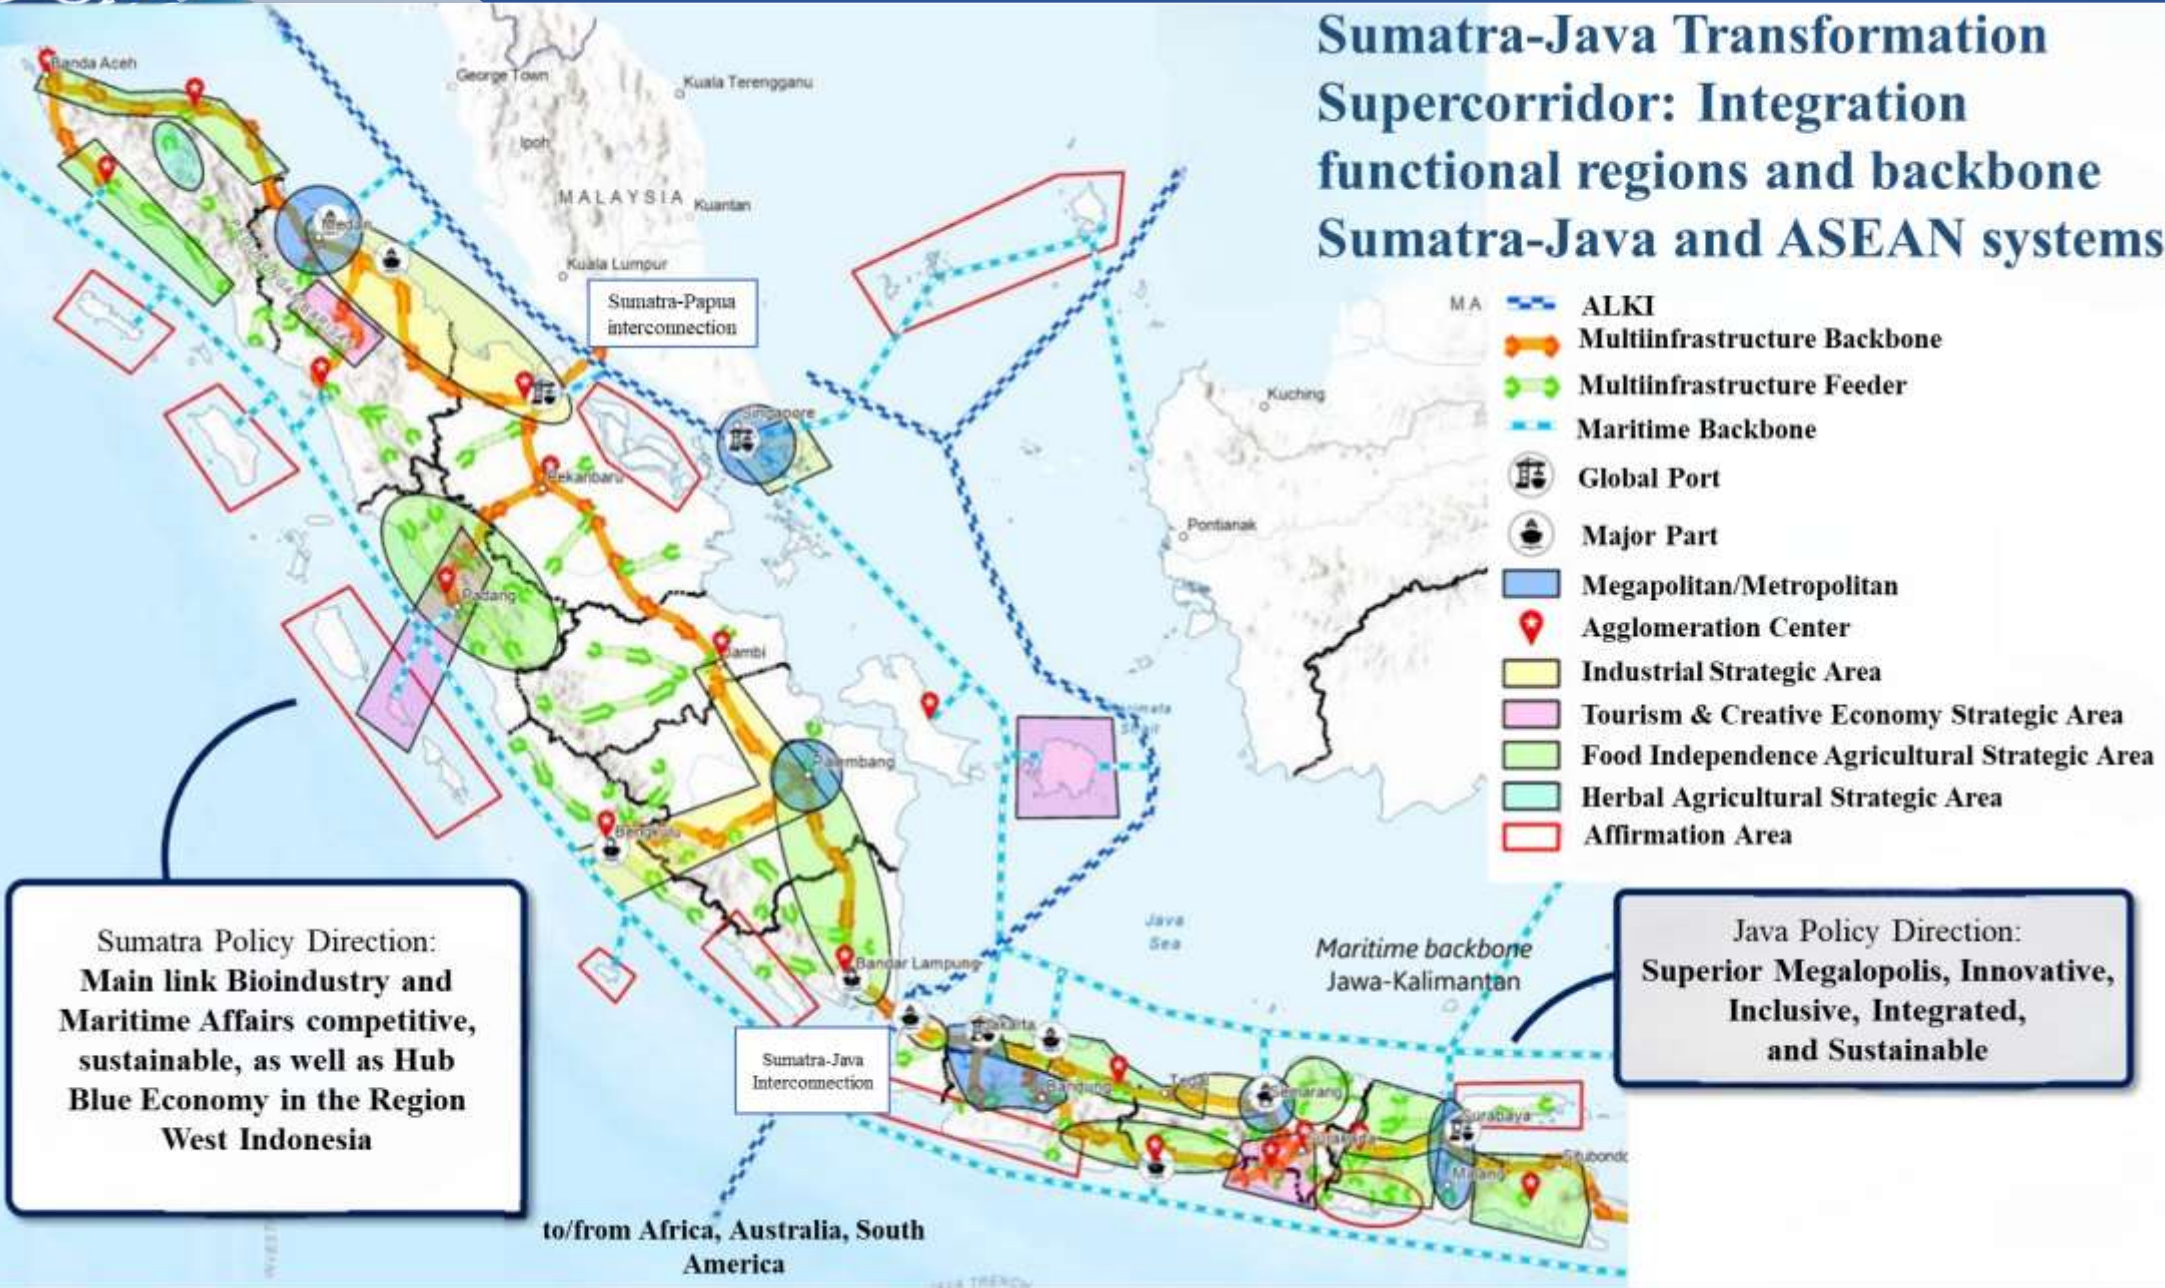 Sumatra-Java Transformation
Supercorridor: Integration
functional regions and backbone
Sumatra-Java and ASEAN systems
ALKI
Multiinfrastructure Backbone
Multiinfrastructure Feeder
Maritime Backbone
Global Port
Major Part
Megapolitan/Metropolitan
Agglomeration Center
Industrial Strategic Area
Tourism & Creative Economy Strategic Area
Food Independence Agricultural Strategic Area
Herbal Agricultural Strategic Area
Affirmation Area
Banda Aceh
George Town
Kuala Terengganu
Ipoh
MALAYSIA
Kuantan
Medan
Kuala Lumpur
Sumatra-Papua
interconnection
MA
Kuching
Singapore
Pekanbaru
Pontianak
Padang
Jambi
Palembang
Bengkulu
Bandar Lampung
Java
Sea
Maritime backbone
Jawa-Kalimantan
Sumatra Policy Direction:
Main link Bioindustry and
Maritime Affairs competitive,
sustainable, as well as Hub
Blue Economy in the Region
West Indonesia
Java Policy Direction:
Superior Megalopolis, Innovative,
Inclusive, Integrated,
and Sustainable
Sumatra-Java
Interconnection
Jakarta
Bandung
Tegal
Semarang
Surabaya
Surakarta
Malang
Situbondo
to/from Africa, Australia, South
America
JAVA TRENCH